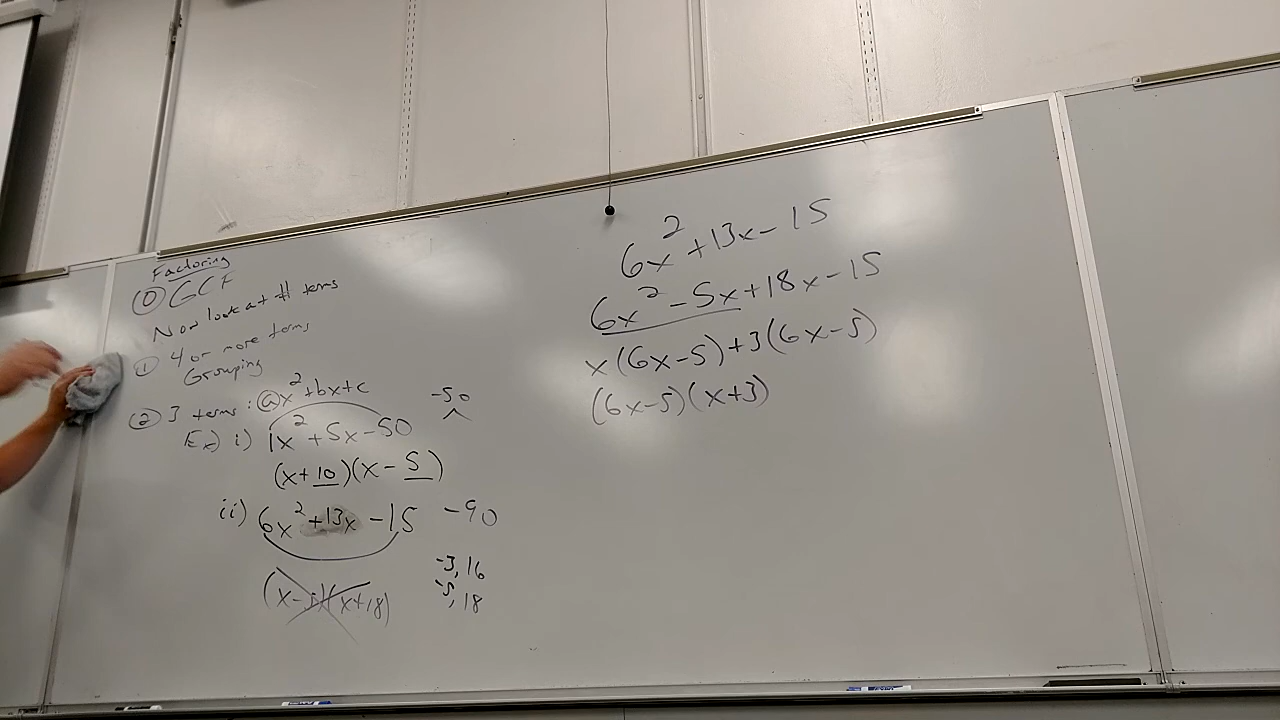 Factoring
⓪ GCF
Now look at # terms
① 4 or more terms
Grouping
② 3 terms: ax² + bx + c
Ex) i) 1x² + 5x - 50
-50
(x + 10)(x - 5)
ii) 6x² + 13x - 15
-90
-3, 16
-5, 18
(x - 5)(x + 18)
6x² + 13x - 15
6x² - 5x + 18x - 15
x(6x - 5) + 3(6x - 5)
(6x - 5)(x + 3)